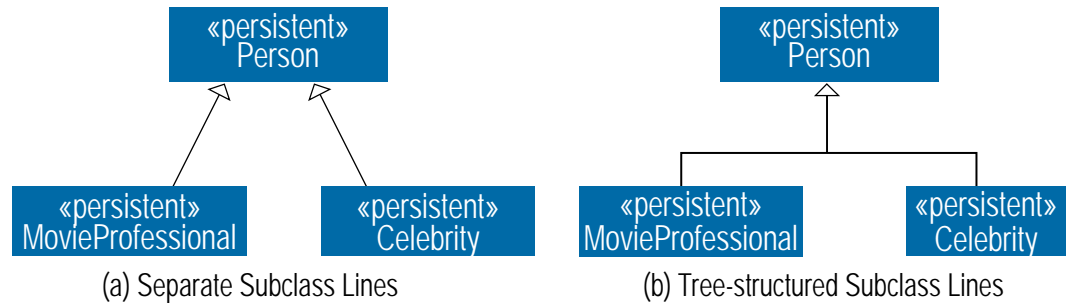 «persistent»
Person
«persistent»
MovieProfessional
«persistent»
Celebrity
(a) Separate Subclass Lines
«persistent»
Person
«persistent»
MovieProfessional
«persistent»
Celebrity
(b) Tree-structured Subclass Lines